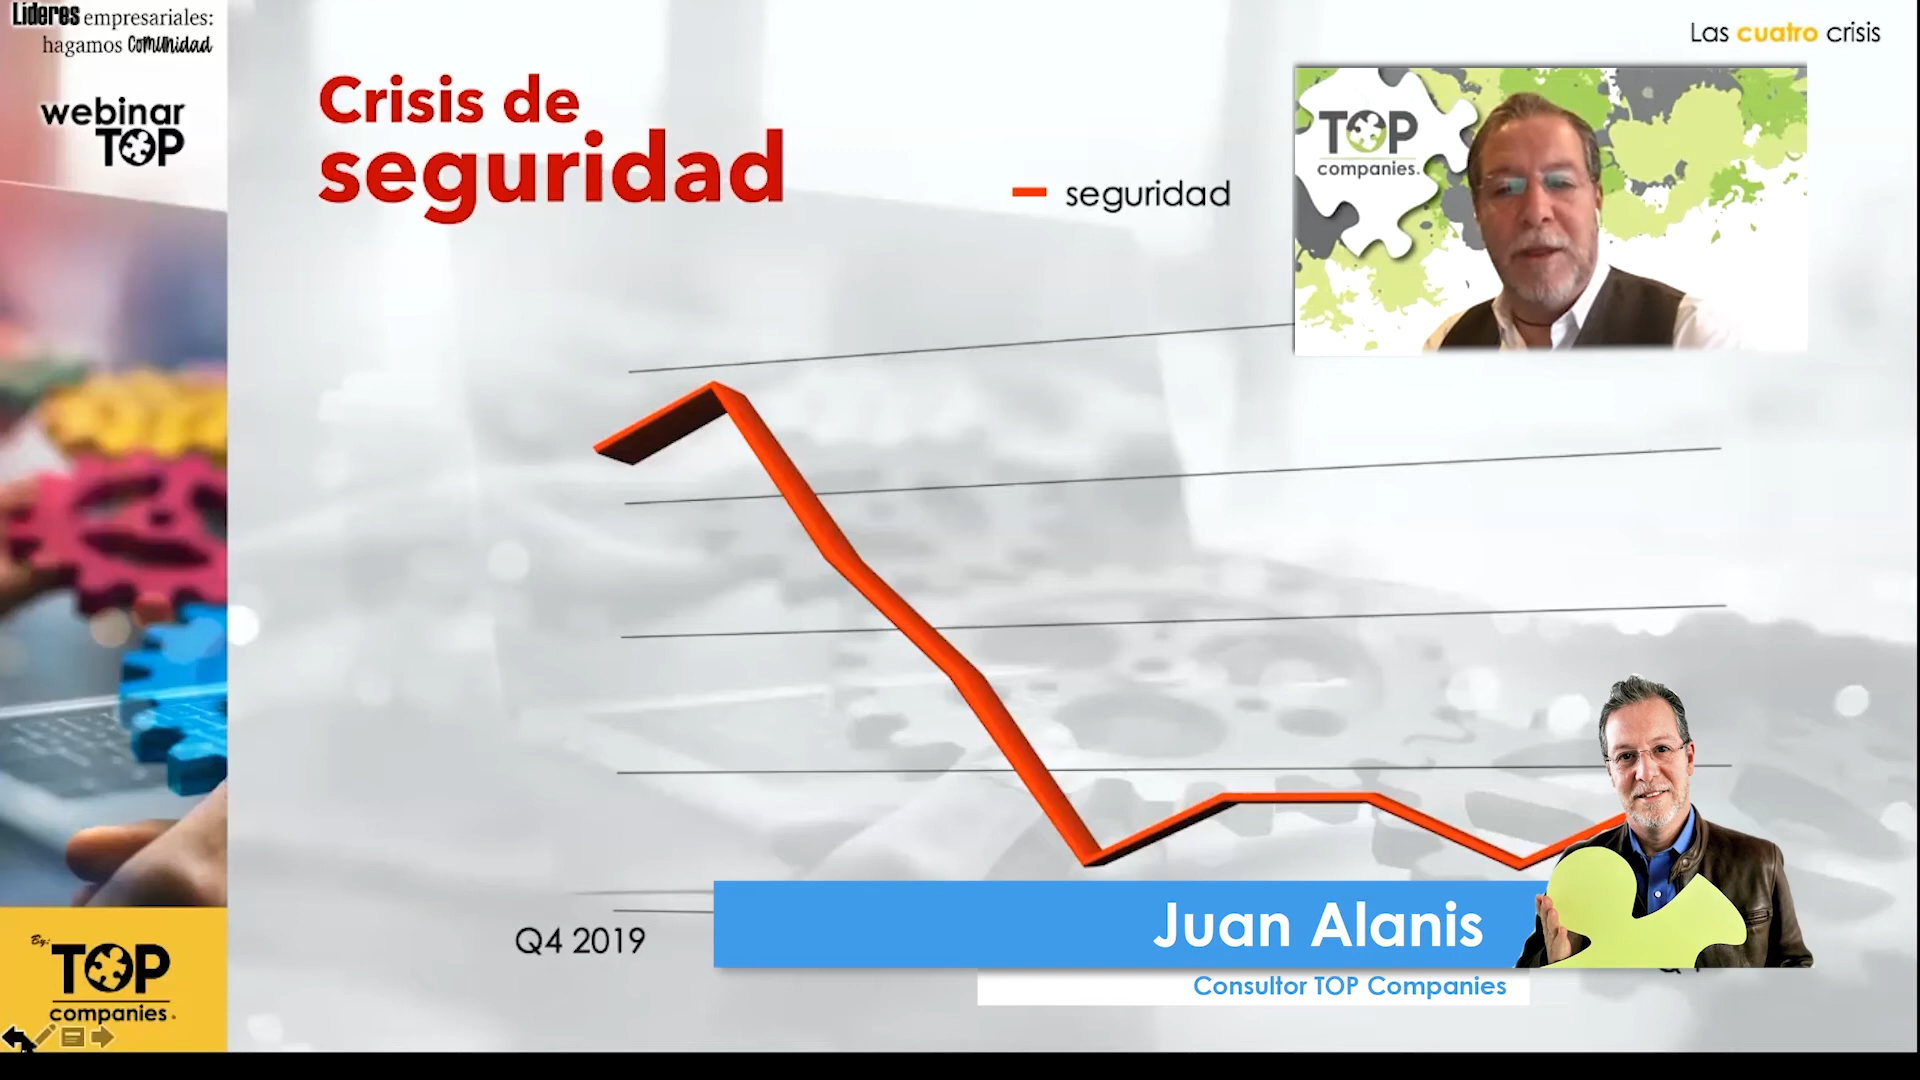 Líderes empresariales:
hagamos Comunidad
webinar
TOP
Las cuatro crisis
Crisis de
seguridad
seguridad
TOP
companies.
Q4 2019
Juan Alanis
Consultor TOP Companies
By:
TOP
companies.